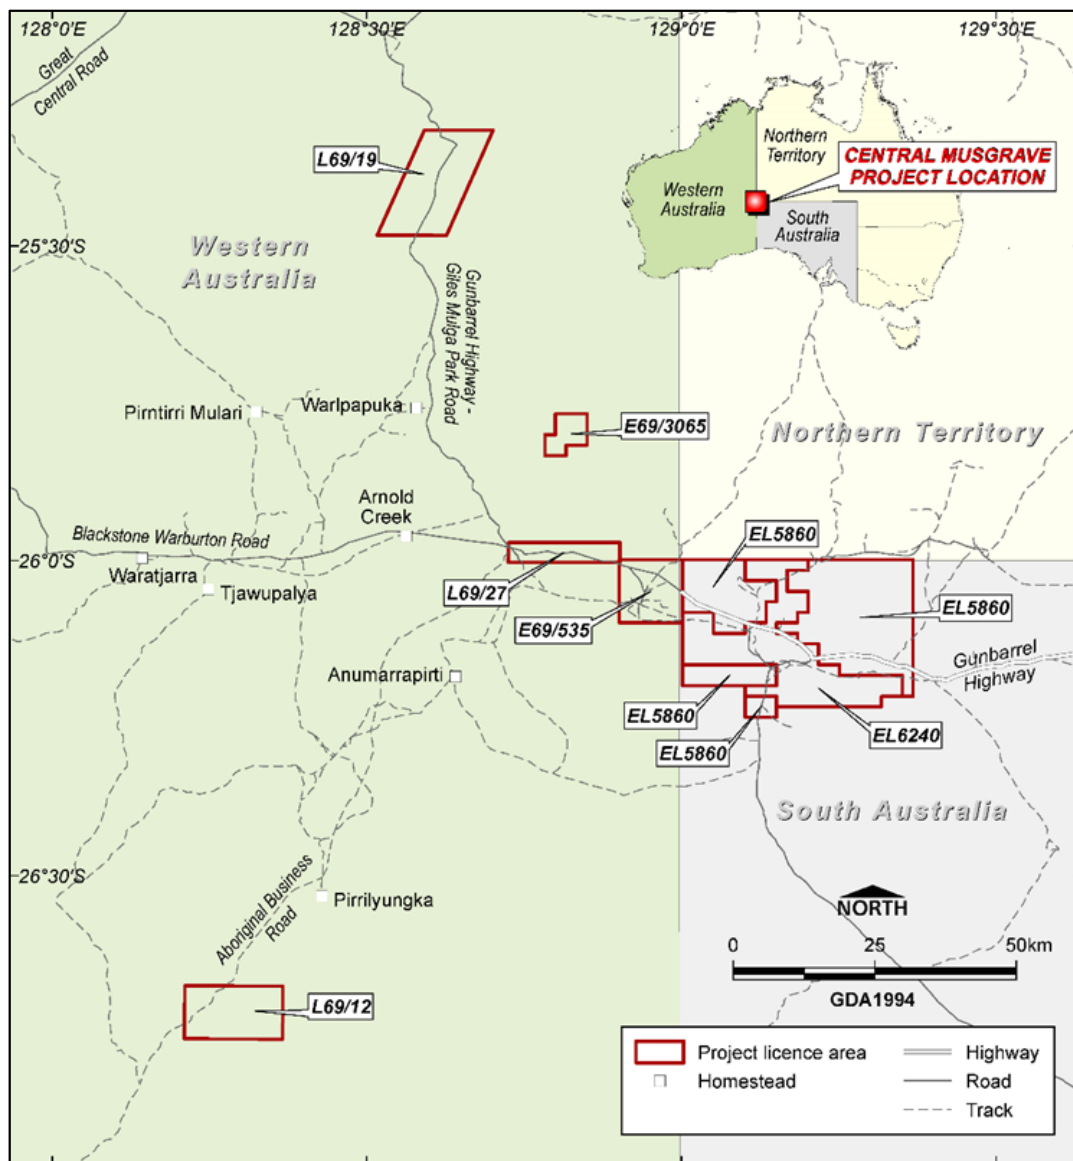 128°0'E
128°30'E
129°0'E
129°30'E
Great
Central Road
L69/19
Northern
Territory
CENTRAL MUSGRAVE
PROJECT LOCATION
Western
Australia
South
Australia
25°30'S
Western
Australia
Gunbarrel Highway -
Giles Mulga Park Road
Pirntirri Mulari
Warlpapuka
E69/3065
Northern Territory
Arnold
Creek
Blackstone Warburton Road
EL5860
26°0'S
Waratjarra
Tjawupalya
L69/27
EL5860
E69/535
Gunbarrel
Highway
Anumarrapirti
EL5860
EL6240
EL5860
South Australia
26°30'S
Aboriginal Business
Road
Pirrilyungka
NORTH
0 25 50km
GDA1994
L69/12
Project licence area
Homestead
Highway
Road
Track